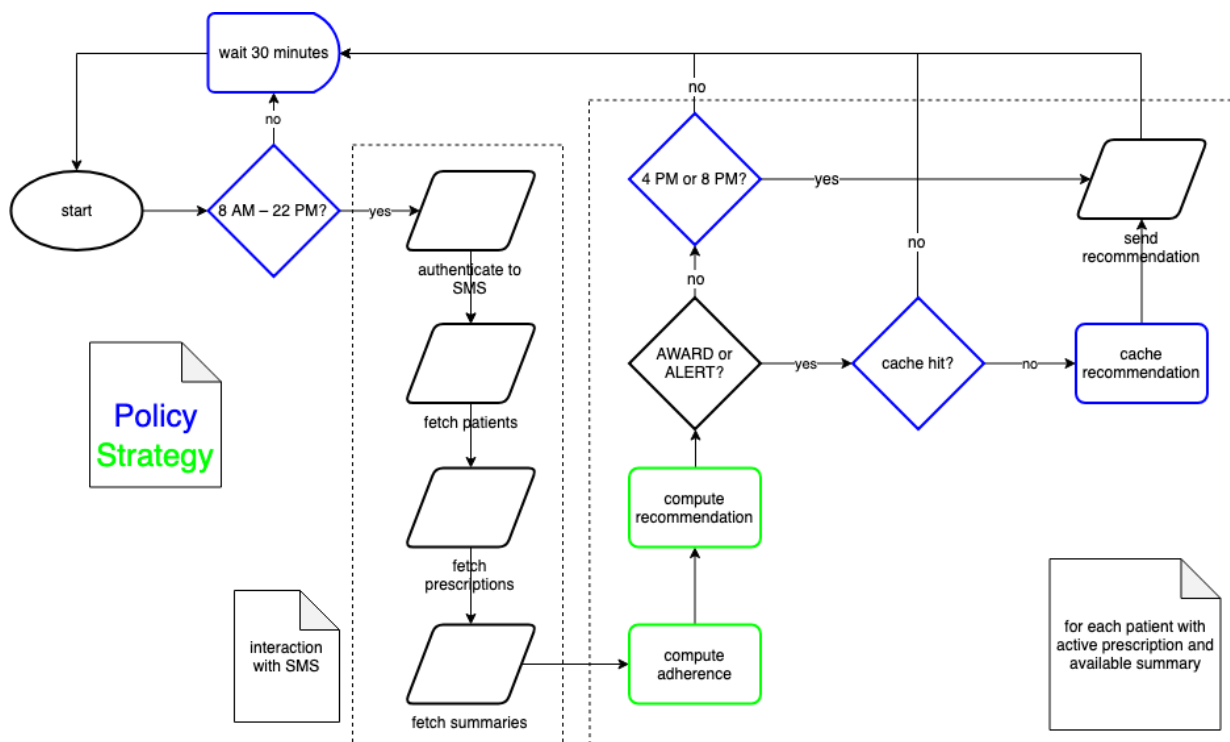 wait 30 minutes
no
start
8 AM – 22 PM?
yes
authenticate to
SMS
fetch patients
fetch
prescriptions
fetch summaries
Policy
Strategy
interaction
with SMS
no
4 PM or 8 PM?
yes
send
recommendation
no
no
AWARD or
ALERT?
yes
cache hit?
no
cache
recommendation
compute
recommendation
compute
adherence
for each patient with
active prescription and
available summary